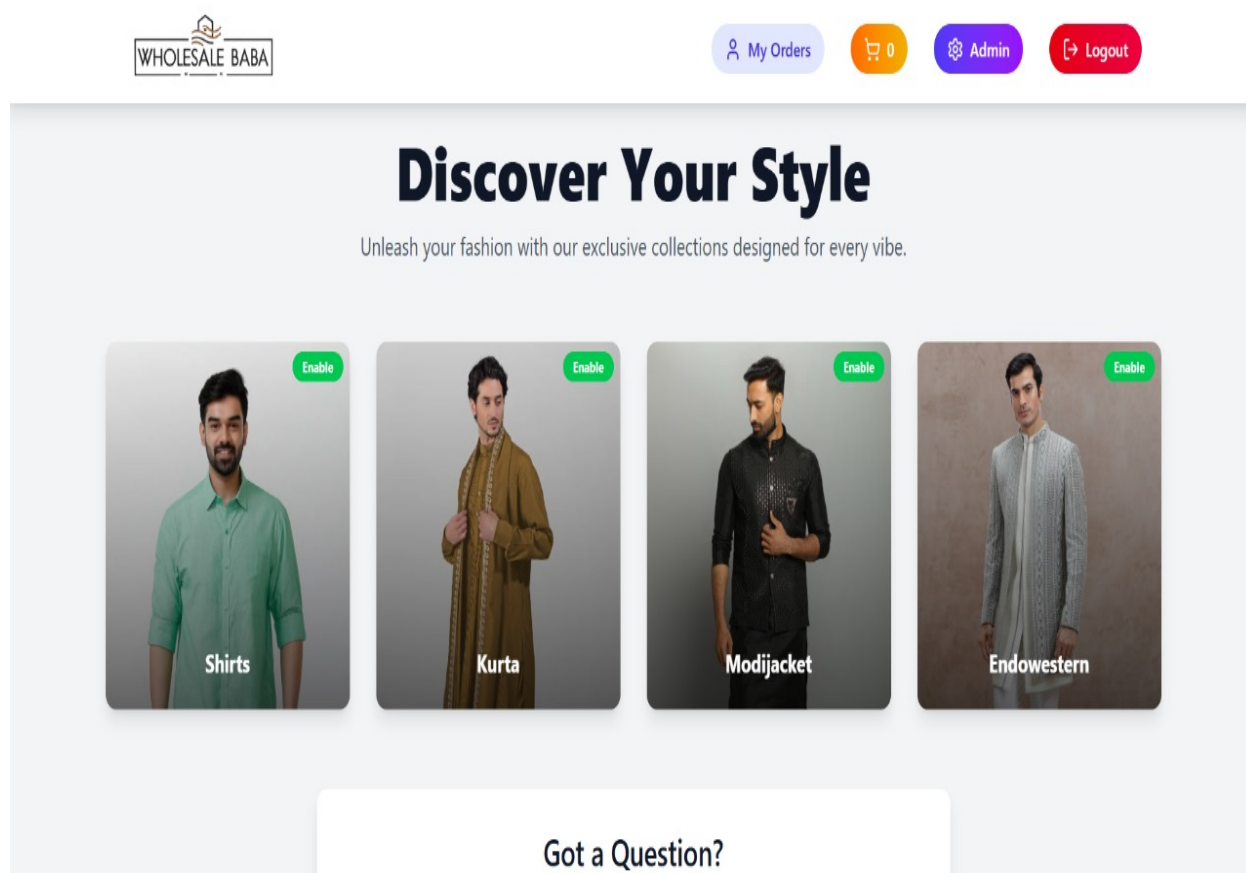 WHOLESALE BABA
My Orders
0
Admin
Logout
Discover Your Style
Unleash your fashion with our exclusive collections designed for every vibe.
Enable
Enable
Enable
Enable
Shirts
Kurta
Modijacket
Endowestern
Got a Question?